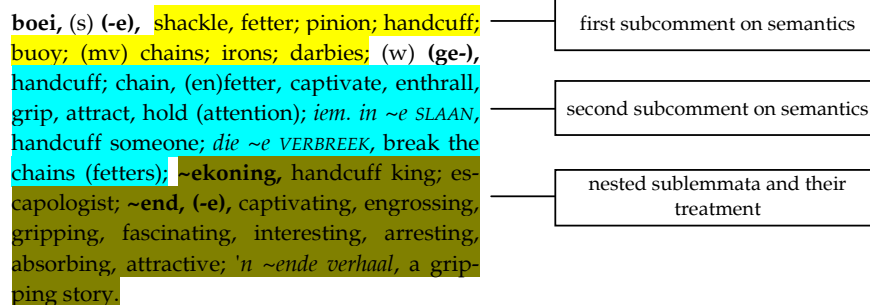 boei, (s) (-e), shackle, fetter; pinion; handcuff;
buoy; (mv) chains; irons; darbies; (w) (ge-),
handcuff; chain, (en)fetter, captivate, enthrall,
grip, attract, hold (attention); iem. in ~e SLAAN,
handcuff someone; die ~e VERBREEK, break the
chains (fetters); ~ekoning, handcuff king; es-
capologist; ~end, (-e), captivating, engrossing,
gripping, fascinating, interesting, arresting,
absorbing, attractive; 'n ~ende verhaal, a grip-
ping story.
first subcomment on semantics
second subcomment on semantics
nested sublemmata and their
treatment